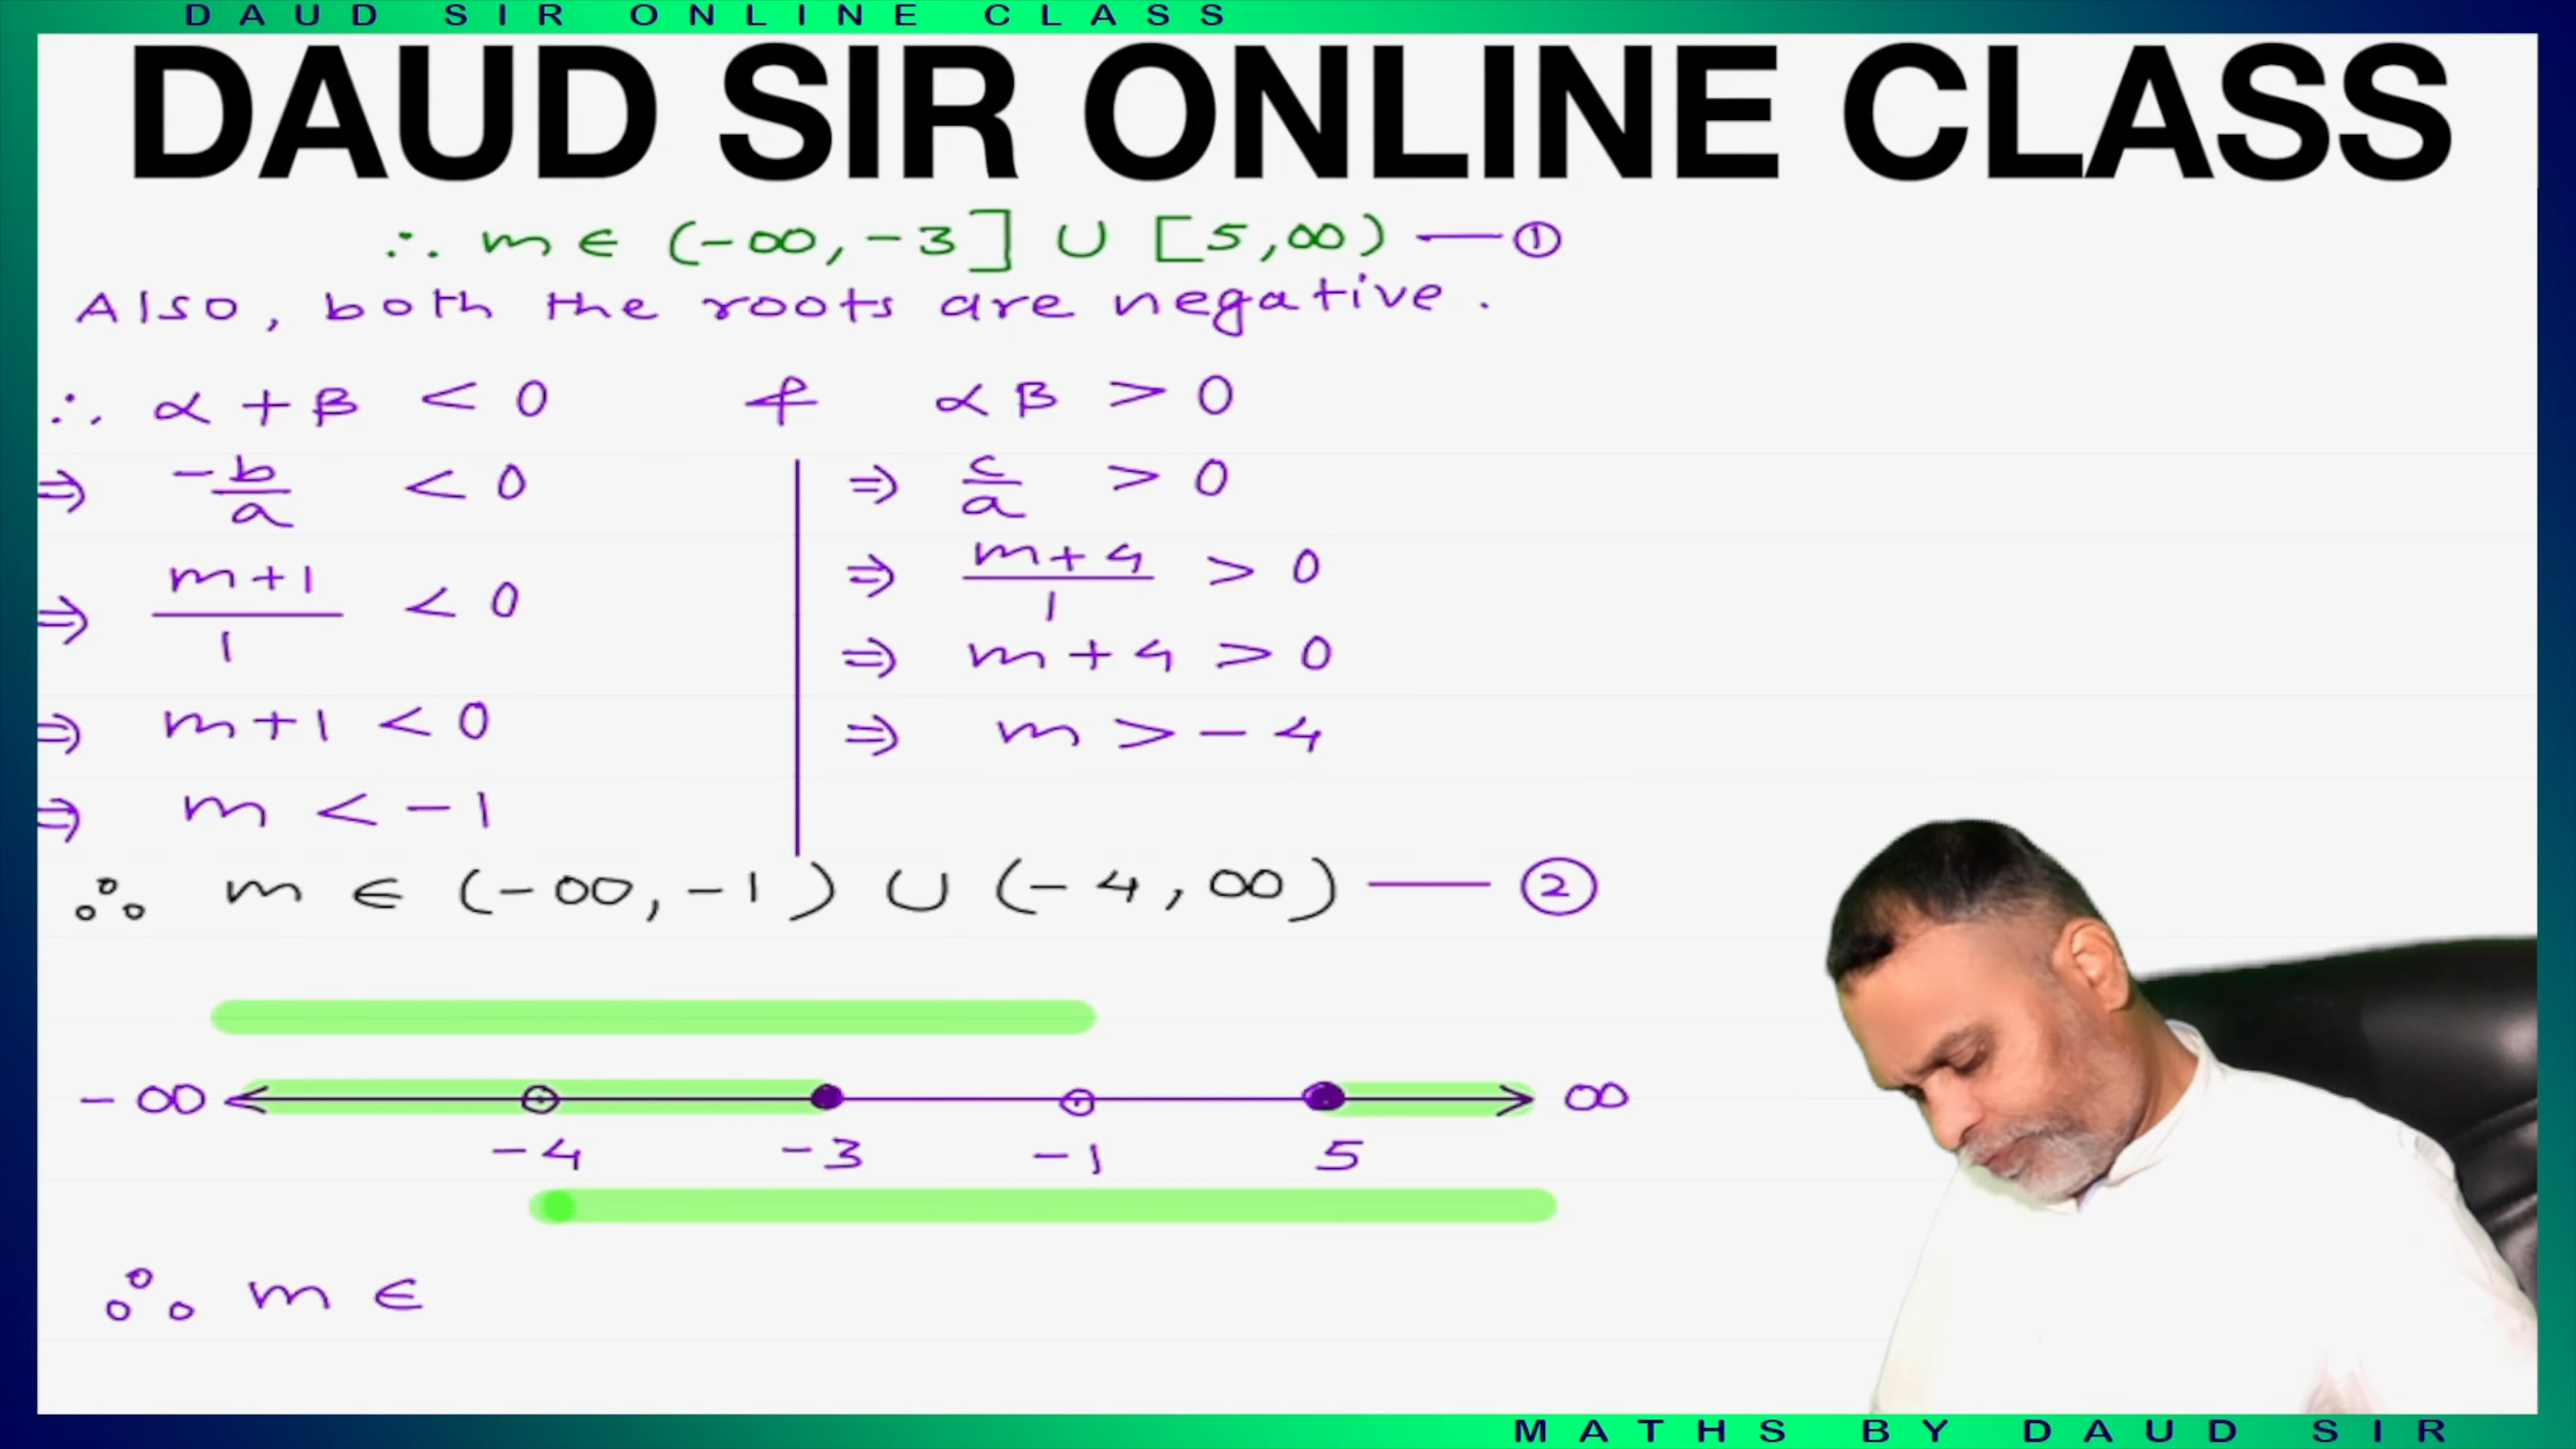 DAUD SIR ONLINE CLASS
DAUD SIR ONLINE CLASS
∴ m ∈ (-∞, -3] ∪ [5, ∞) — ①
Also, both the roots are negative.
∴ α + β < 0 & αβ > 0
⇒ -b/a < 0 ⇒ c/a > 0
⇒ m+1/1 < 0 ⇒ m+4/1 > 0
⇒ m+4 > 0
⇒ m+1 < 0 ⇒ m > -4
⇒ m < -1
∴ m ∈ (-∞, -1) ∪ (-4, ∞) — ②
-∞ ∞
-4 -3 -1 5
∴ m ∈
MATHS BY DAUD SIR